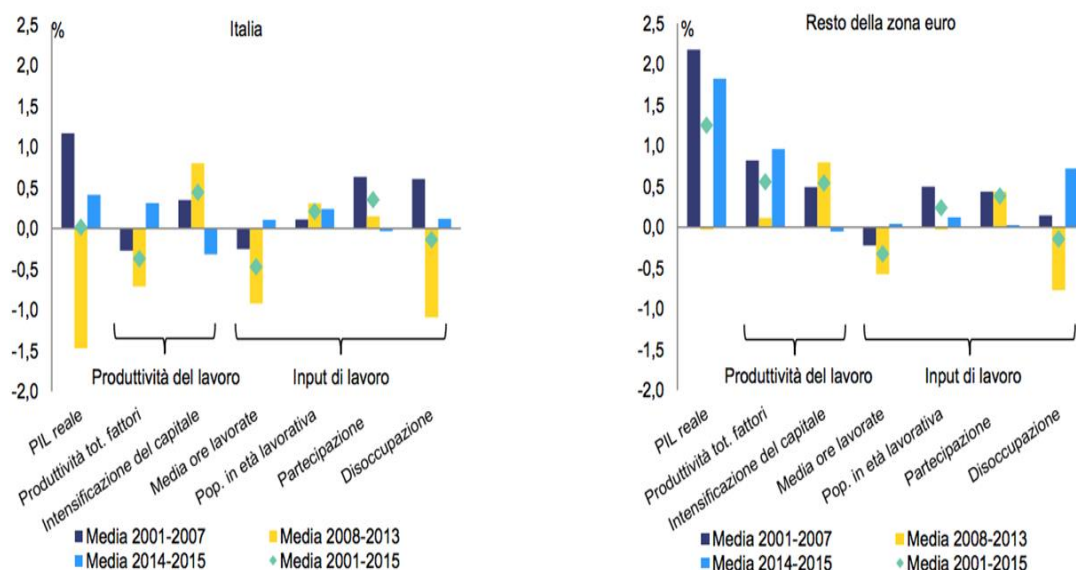 Italia
%
2,5
2,0
1,5
1,0
0,5
0,0
-0,5
-1,0
-1,5
-2,0
Produttività del lavoro
Input di lavoro
PIL reale
Produttività tot. fattori
Intensificazione del capitale
Media ore lavorate
Pop. in età lavorativa
Partecipazione
Disoccupazione
Media 2001-2007
Media 2008-2013
Media 2014-2015
Media 2001-2015
Resto della zona euro
%
2,5
2,0
1,5
1,0
0,5
0,0
-0,5
-1,0
-1,5
-2,0
Produttività del lavoro
Input di lavoro
PIL reale
Produttività tot. fattori
Intensificazione del capitale
Media ore lavorate
Pop. in età lavorativa
Partecipazione
Disoccupazione
Media 2001-2007
Media 2008-2013
Media 2014-2015
Media 2001-2015